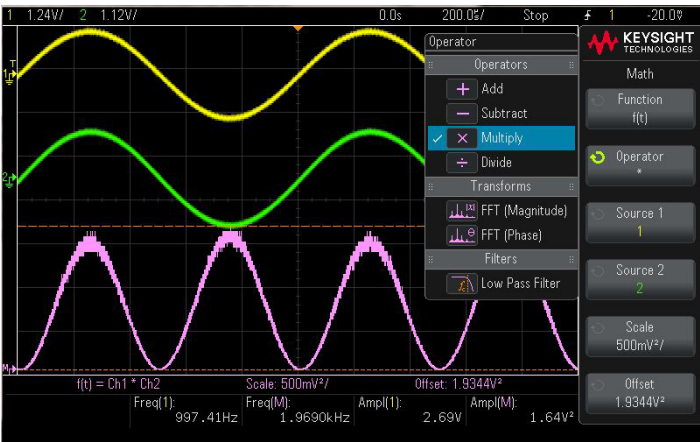 1 1.24V/ 2 1.12V/ 0.0s 200.0µ/ Stop 1 -20.0V
KEYSIGHT
TECHNOLOGIES
Operator
Math
Operators
Add
Function
f(t)
Subtract
Multiply
Operator
*
Divide
Transforms
FFT (Magnitude)
Source 1
1
FFT (Phase)
Filters
Source 2
2
Low Pass Filter
Scale
500mV²/
f(t) = Ch1 * Ch2 Scale: 500mV²/ Offset: 1.9344V²
Offset
1.9344V²
Freq(1): Freq(M): Ampl(1): Ampl(M):
997.41Hz 1.9690kHz 2.69V 1.64V²